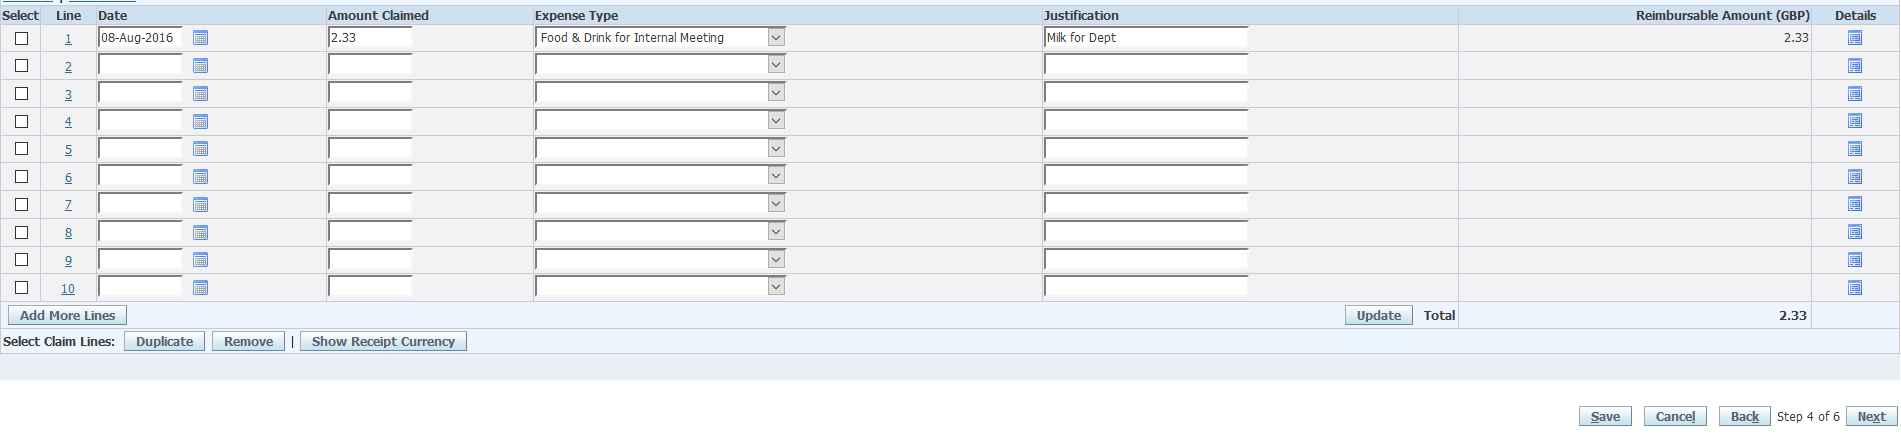 Select Line Date Amount Claimed Expense Type Justification Reimbursable Amount (GBP) Details
1 08-Aug-2016 2.33 Food & Drink for Internal Meeting Milk for Dept 2.33
2
3
4
5
6
7
8
9
10
Add More Lines Update Total 2.33
Select Claim Lines: Duplicate Remove | Show Receipt Currency
Save Cancel Back Step 4 of 6 Next